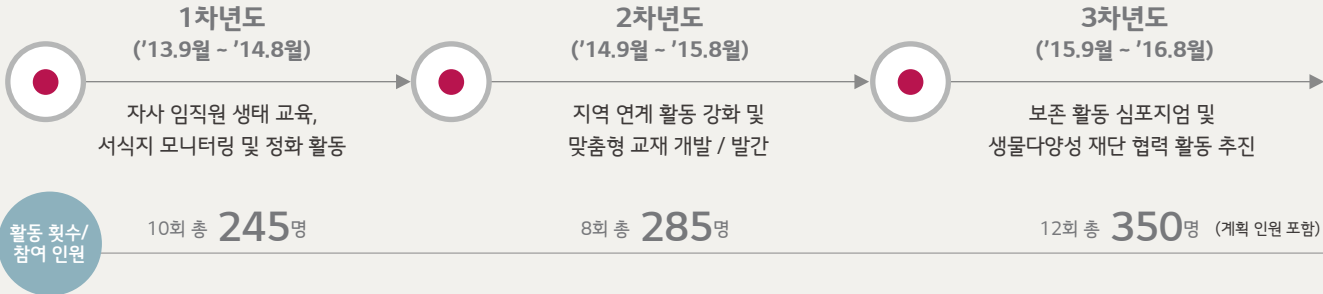 1차년도
(’13.9월 ~ ’14.8월)
자사 임직원 생태 교육,
서식지 모니터링 및 정화 활동
2차년도
(’14.9월 ~ ’15.8월)
지역 연계 활동 강화 및
맞춤형 교재 개발 / 발간
3차년도
(’15.9월 ~ ’16.8월)
보존 활동 심포지엄 및
생물다양성 재단 협력 활동 추진
활동 횟수/
참여 인원
10회 총 245명
8회 총 285명
12회 총 350명 (계획 인원 포함)